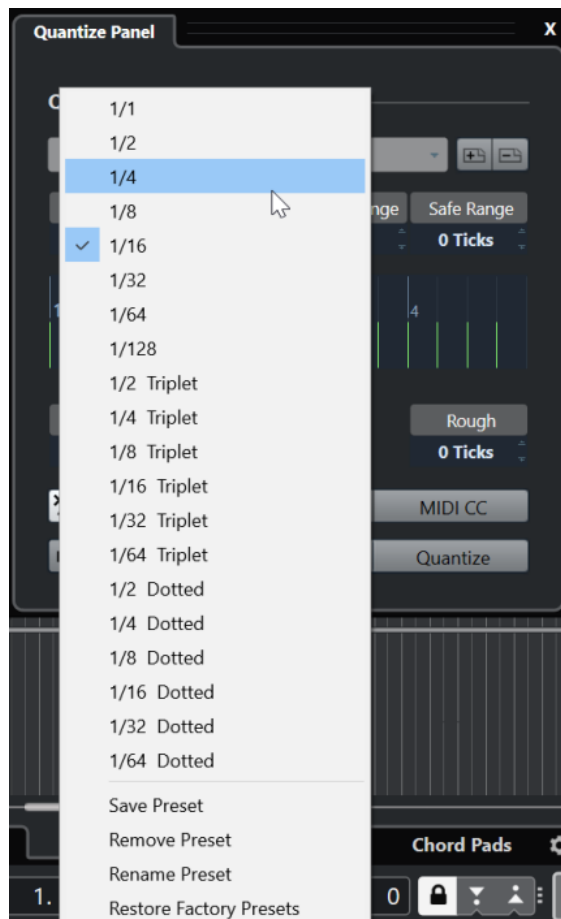 Quantize Panel X
1/1
1/2
1/4
1/8
Safe Range
1/16
0 Ticks
1/32
1/64
4
1/128
1/2 Triplet
1/4 Triplet
Rough
1/8 Triplet
0 Ticks
1/16 Triplet
1/32 Triplet
MIDI CC
1/64 Triplet
Quantize
1/2 Dotted
1/4 Dotted
1/8 Dotted
1/16 Dotted
1/32 Dotted
1/64 Dotted
Save Preset
Remove Preset
Chord Pads
Rename Preset
1.
0
Restore Factory Presets